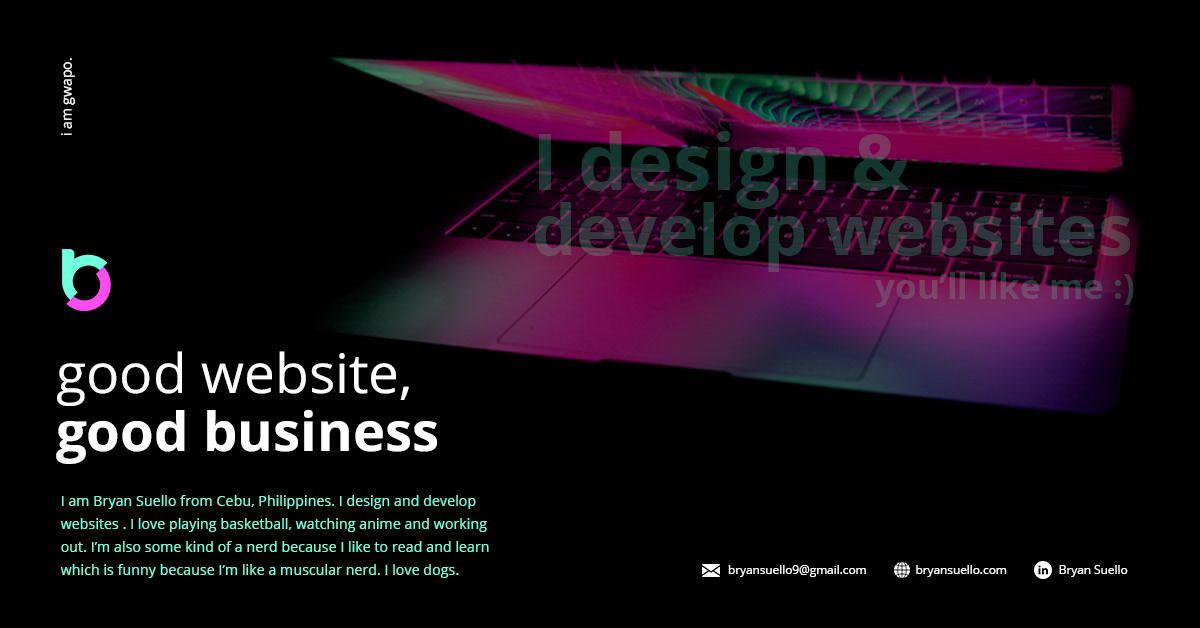 i am gwapo.
I design &
develop websites
you'll like me :)
b
good website,
good business
I am Bryan Suello from Cebu, Philippines. I design and develop
websites . I love playing basketball, watching anime and working
out. I’m also some kind of a nerd because I like to read and learn
which is funny because I’m like a muscular nerd. I love dogs.
bryansuello9@gmail.com
bryansuello.com
in Bryan Suello